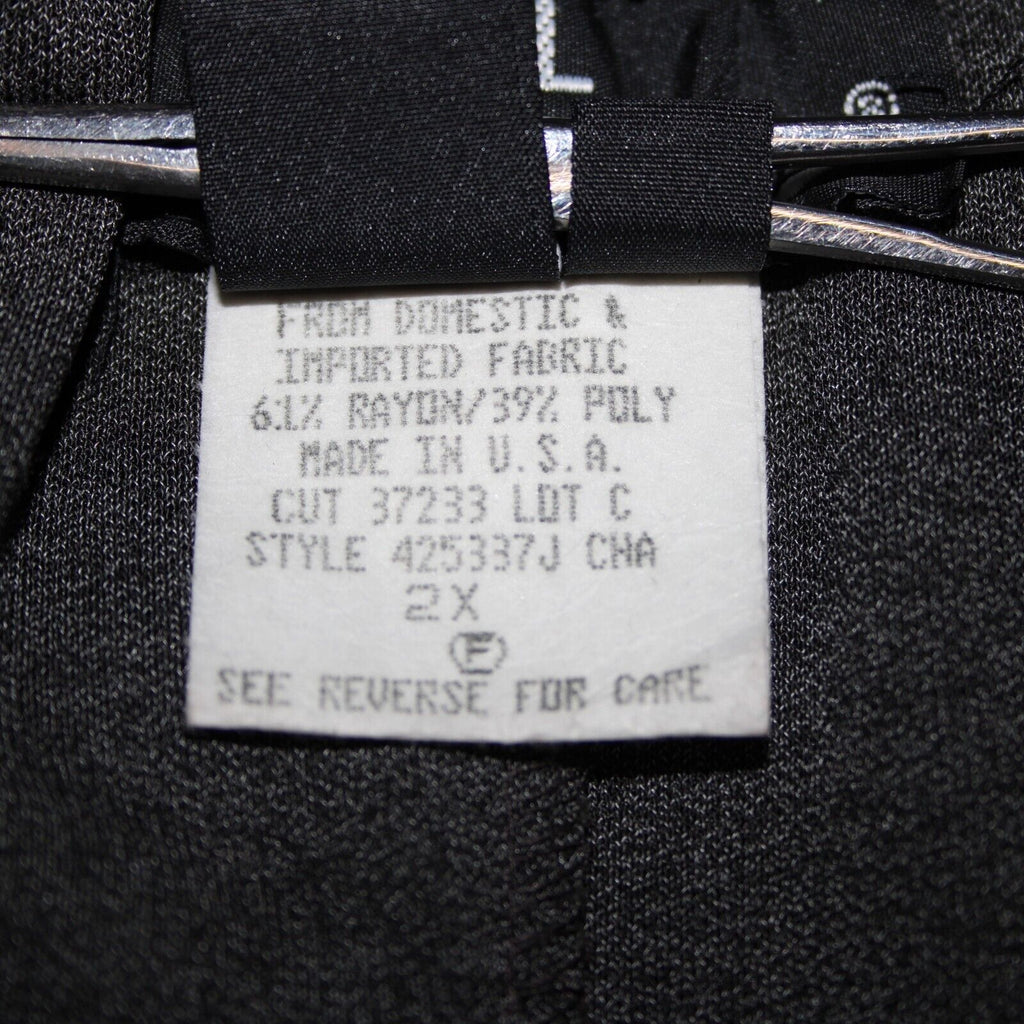 FROM DOMESTIC &
IMPORTED FABRIC
61% RAYON/39% POLY
MADE IN U.S.A.
CUT 37233 LOT C
STYLE 425337J CHA
2X
F
SEE REVERSE FOR CARE